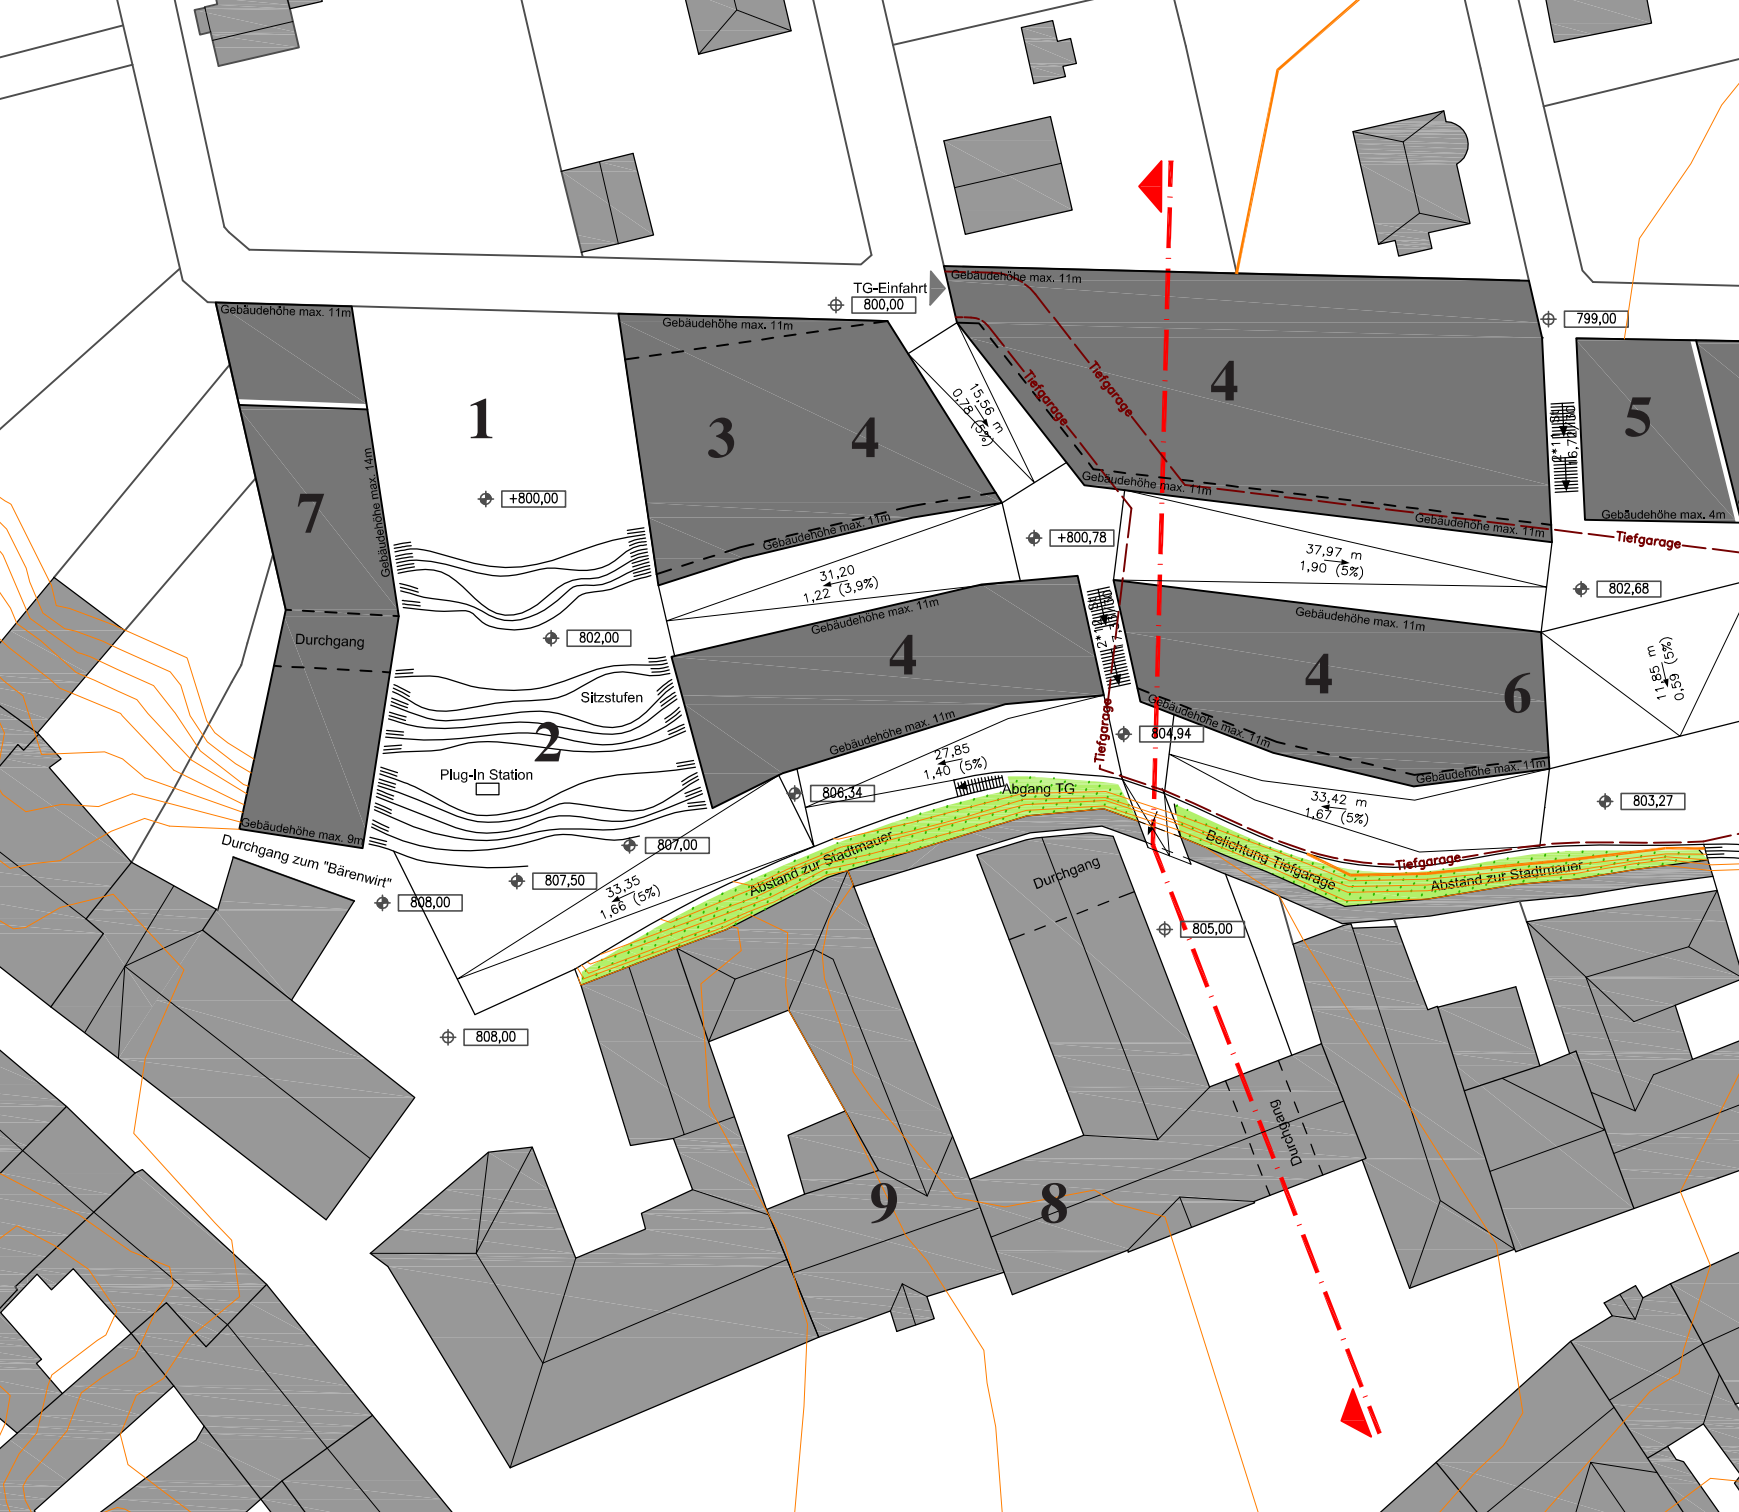 Gebäudehöhe max. 11m
Gebäudehöhe max. 11m
TG-Einfahrt
800,00
Gebäudehöhe max. 11m
799,00
1
3
4
4
5
7
Tiefgarage
Tiefgarage
15,56 m
0,78 (5%)
Gebäudehöhe max. 14m
+800,00
Gebäudehöhe max. 11m
Gebäudehöhe max. 11m
Gebäudehöhe max. 11m
Gebäudehöhe max. 4m
Tiefgarage
+800,78
37,97 m
1,90 (5%)
31,20
1,22 (3,9%)
802,68
Gebäudehöhe max. 11m
Gebäudehöhe max. 11m
Durchgang
802,00
4
4
6
11,85 m
0,59 (5%)
Sitzstufen
2
Plug-In Station
Gebäudehöhe max. 11m
Gebäudehöhe max. 11m
Gebäudehöhe max. 11m
Tiefgarage
804,94
27,85
1,40 (5%)
806,34
Abgang TG
33,42 m
1,67 (5%)
803,27
Gebäudehöhe max. 9m
Durchgang zum "Bärenwirt"
807,00
807,50
808,00
33,35
1,66 (5%)
Abstand zur Stadtmauer
Belichtung Tiefgarage
Tiefgarage
Abstand zur Stadtmauer
Durchgang
805,00
808,00
Durchgang
9
8